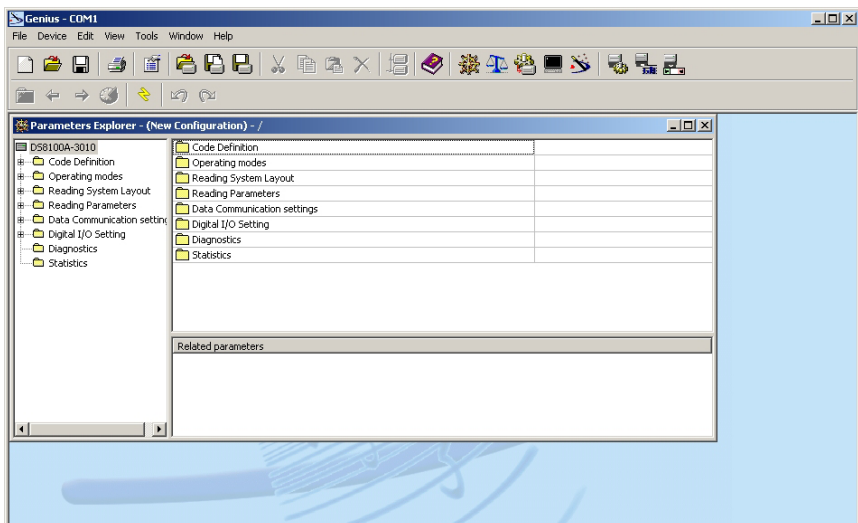 Genius - COM1
File Device Edit View Tools Window Help
Parameters Explorer - (New Configuration) - /
DS8100A-3010
Code Definition
Operating modes
Reading System Layout
Reading Parameters
Data Communication setting
Digital I/O Setting
Diagnostics
Statistics
Code Definition
Operating modes
Reading System Layout
Reading Parameters
Data Communication settings
Digital I/O Setting
Diagnostics
Statistics
Related parameters